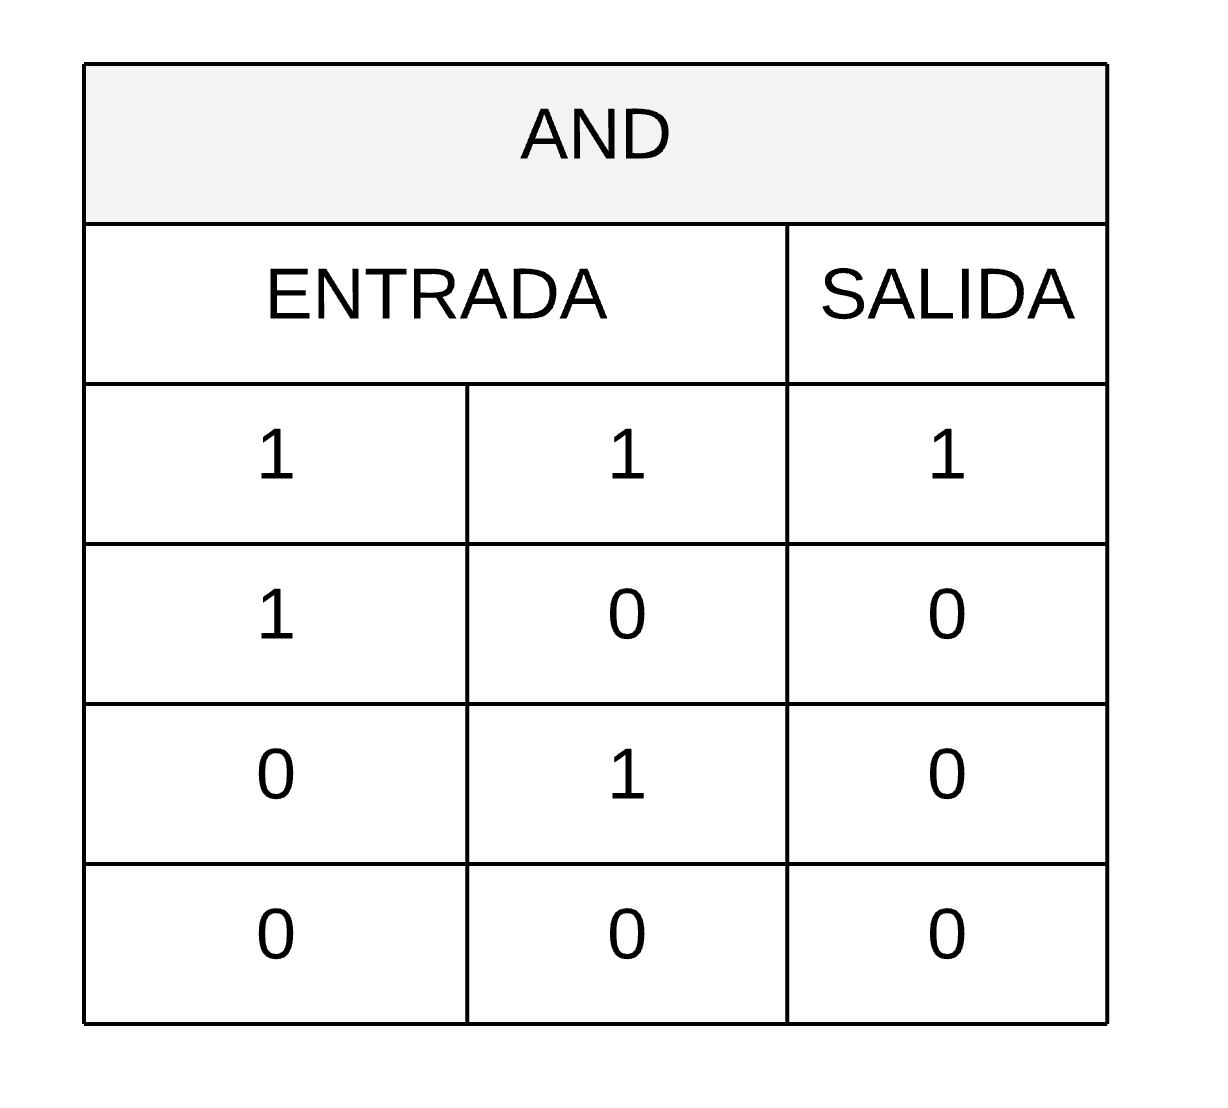 AND
ENTRADA SALIDA
1 1 1
1 0 0
0 1 0
0 0 0